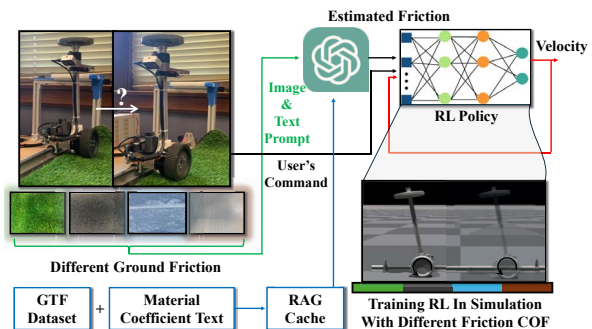 Estimated Friction
Velocity
?
Image
&
Text
Prompt
RL Policy
User's
Command
Different Ground Friction
GTF
Dataset
+
Material
Coefficient Text
RAG
Cache
Training RL In Simulation
With Different Friction COF